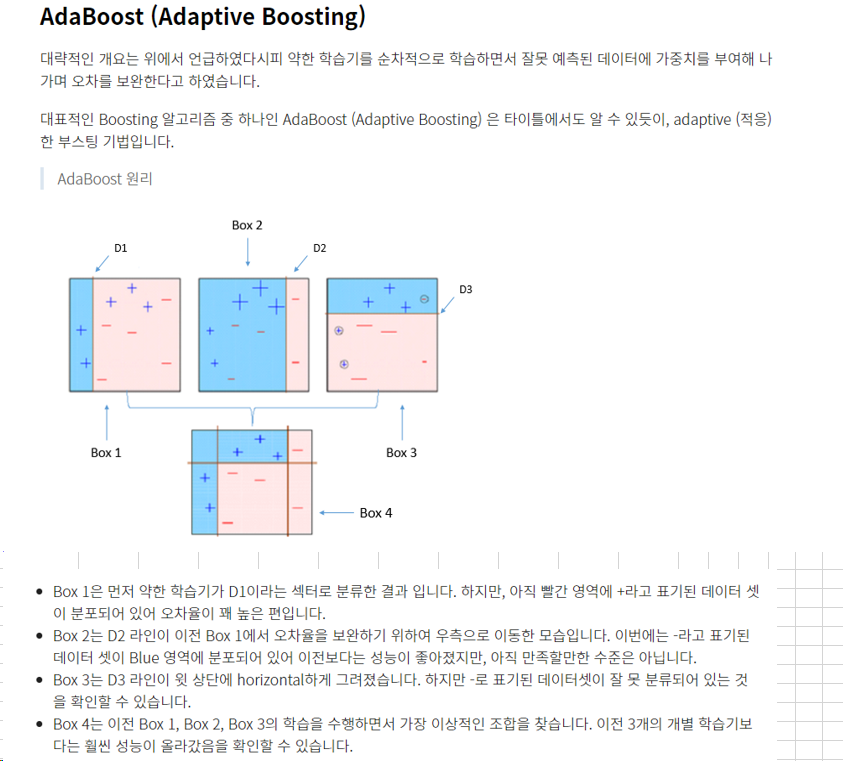 AdaBoost (Adaptive Boosting)
대략적인 개요는 위에서 언급하였다시피 약한 학습기를 순차적으로 학습하면서 잘못 예측된 데이터에 가중치를 부여해 나
가며 오차를 보완한다고 하였습니다.
대표적인 Boosting 알고리즘 중 하나인 AdaBoost (Adaptive Boosting) 은 타이틀에서도 알 수 있듯이, adaptive (적응)
한 부스팅 기법입니다.
AdaBoost 원리
Box 2
D1
D2
D3
Box 1
Box 3
Box 4
• Box 1은 먼저 약한 학습기가 D1이라는 섹터로 분류한 결과 입니다. 하지만, 아직 빨간 영역에 +라고 표기된 데이터 셋
이 분포되어 있어 오차율이 꽤 높은 편입니다.
• Box 2는 D2 라인이 이전 Box 1에서 오차율을 보완하기 위하여 우측으로 이동한 모습입니다. 이번에는 -라고 표기된
데이터 셋이 Blue 영역에 분포되어 있어 이전보다는 성능이 좋아졌지만, 아직 만족할만한 수준은 아닙니다.
• Box 3는 D3 라인이 윗 상단에 horizontal하게 그려졌습니다. 하지만 -로 표기된 데이터셋이 잘 못 분류되어 있는 것
을 확인할 수 있습니다.
• Box 4는 이전 Box 1, Box 2, Box 3의 학습을 수행하면서 가장 이상적인 조합을 찾습니다. 이전 3개의 개별 학습기보
다는 훨씬 성능이 올라갔음을 확인할 수 있습니다.